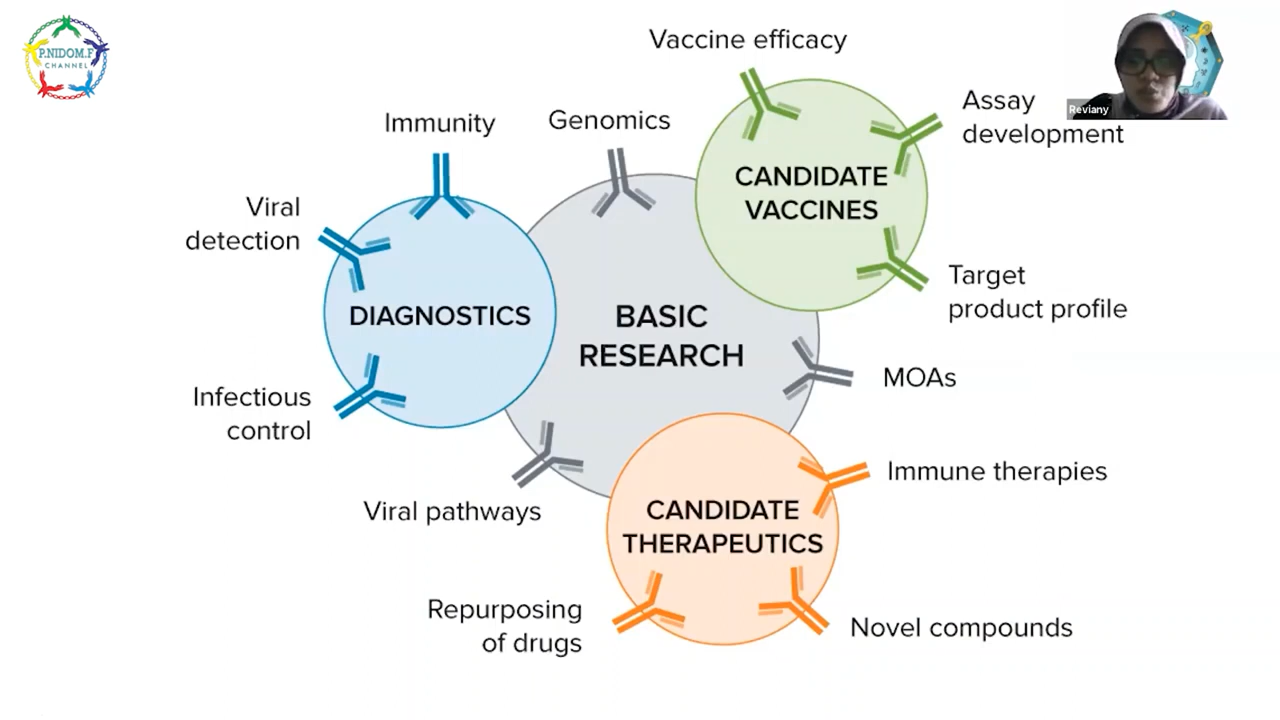 P.NIDOM.F
CHANNEL
Vaccine efficacy
Reviany
Assay
development
Immunity
Genomics
CANDIDATE
VACCINES
Viral
detection
Target
product profile
DIAGNOSTICS
BASIC
RESEARCH
MOAs
Infectious
control
Immune therapies
Viral pathways
CANDIDATE
THERAPEUTICS
Repurposing
of drugs
Novel compounds